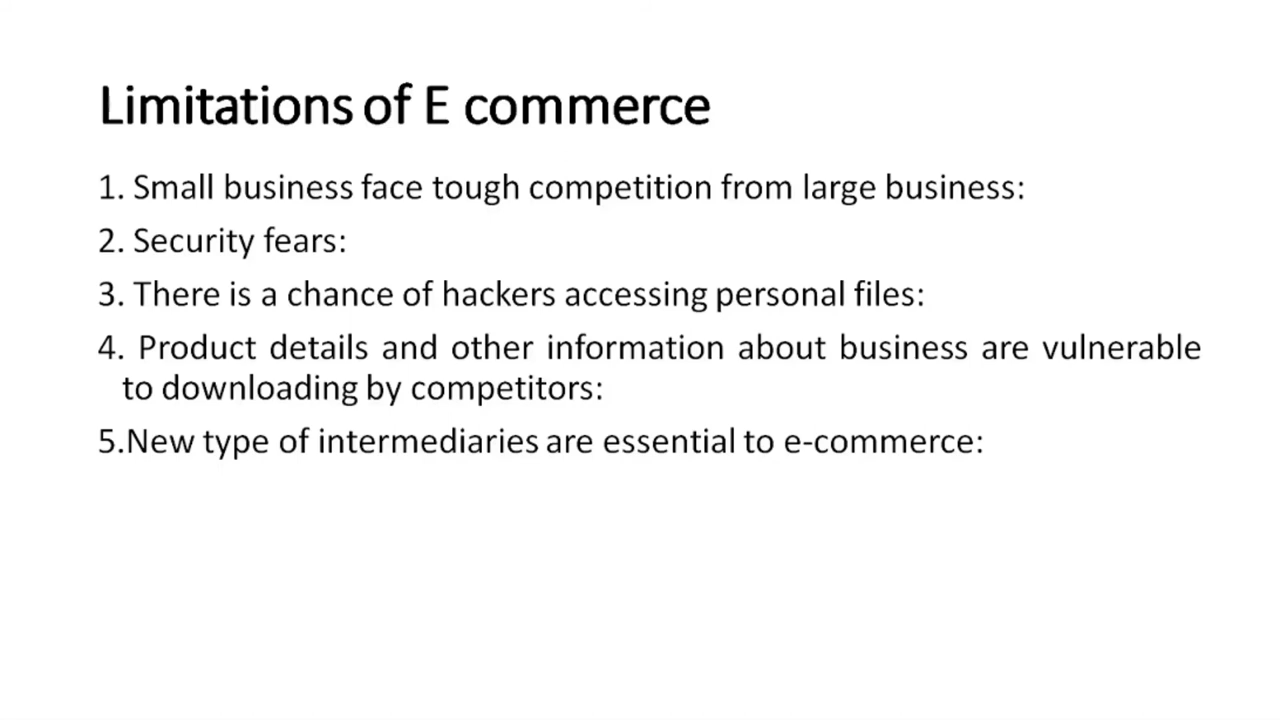 Limitations of E commerce
1. Small business face tough competition from large business:
2. Security fears:
3. There is a chance of hackers accessing personal files:
4. Product details and other information about business are vulnerable
to downloading by competitors:
5.New type of intermediaries are essential to e-commerce: